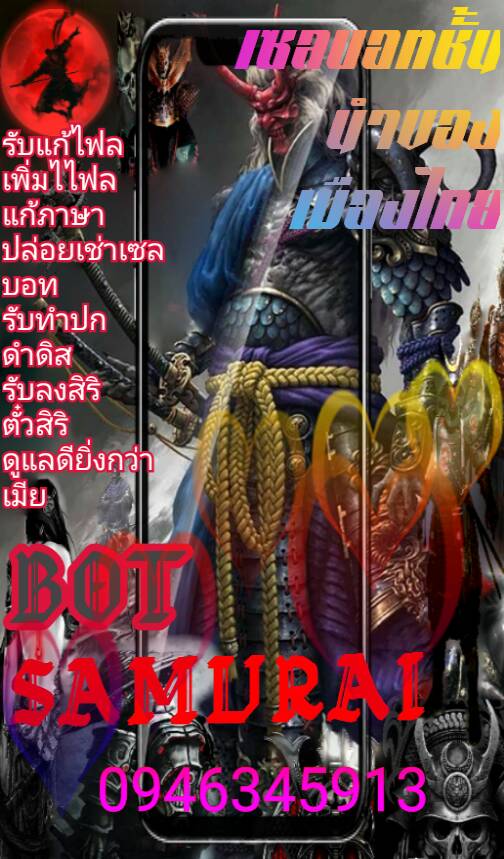 เซลบอทชั้น
นำของ
เมืองไทย
รับแก้ไฟล
เพิ่มไไฟล
แก้ภาษา
ปล่อยเช่าเซล
บอท
รับทำปก
ดำดิส
รับลงสิริ
ตั๋วสิริ
ดูแลดียิ่งกว่า
เมีย
BOT
SAMURAI
0946345913